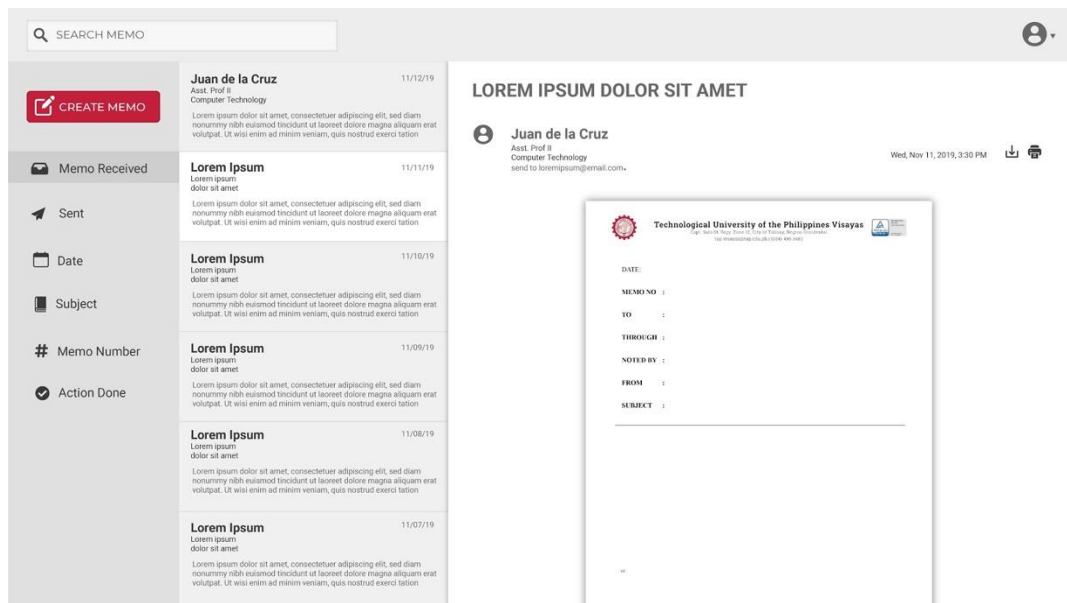 SEARCH MEMO
CREATE MEMO
Memo Received
Sent
Date
Subject
# Memo Number
Action Done
Juan de la Cruz 11/12/19
Asst. Prof II
Computer Technology
Lorem ipsum dolor sit amet, consectetuer adipiscing elit, sed diam
nonummy nibh euismod tincidunt ut laoreet dolore magna aliquam erat
volutpat. Ut wisi enim ad minim veniam, quis nostrud exerci tation
Lorem Ipsum 11/11/19
Lorem ipsum
dolor sit amet
Lorem ipsum dolor sit amet, consectetuer adipiscing elit, sed diam
nonummy nibh euismod tincidunt ut laoreet dolore magna aliquam erat
volutpat. Ut wisi enim ad minim veniam, quis nostrud exerci tation
Lorem Ipsum 11/10/19
Lorem ipsum
dolor sit amet
Lorem ipsum dolor sit amet, consectetuer adipiscing elit, sed diam
nonummy nibh euismod tincidunt ut laoreet dolore magna aliquam erat
volutpat. Ut wisi enim ad minim veniam, quis nostrud exerci tation
Lorem Ipsum 11/09/19
Lorem ipsum
dolor sit amet
Lorem ipsum dolor sit amet, consectetuer adipiscing elit, sed diam
nonummy nibh euismod tincidunt ut laoreet dolore magna aliquam erat
volutpat. Ut wisi enim ad minim veniam, quis nostrud exerci tation
Lorem Ipsum 11/08/19
Lorem ipsum
dolor sit amet
Lorem ipsum dolor sit amet, consectetuer adipiscing elit, sed diam
nonummy nibh euismod tincidunt ut laoreet dolore magna aliquam erat
volutpat. Ut wisi enim ad minim veniam, quis nostrud exerci tation
Lorem Ipsum 11/07/19
Lorem ipsum
dolor sit amet
Lorem ipsum dolor sit amet, consectetuer adipiscing elit, sed diam
nonummy nibh euismod tincidunt ut laoreet dolore magna aliquam erat
volutpat. Ut wisi enim ad minim veniam, quis nostrud exerci tation
LOREM IPSUM DOLOR SIT AMET
Juan de la Cruz
Asst. Prof II
Computer Technology
send to loremipsum@email.com
Wed, Nov 11, 2019, 3:30 PM
Technological University of the Philippines Visayas
DATE:
MEMO NO :
TO :
THROUGH :
NOTED BY :
FROM :
SUBJECT :